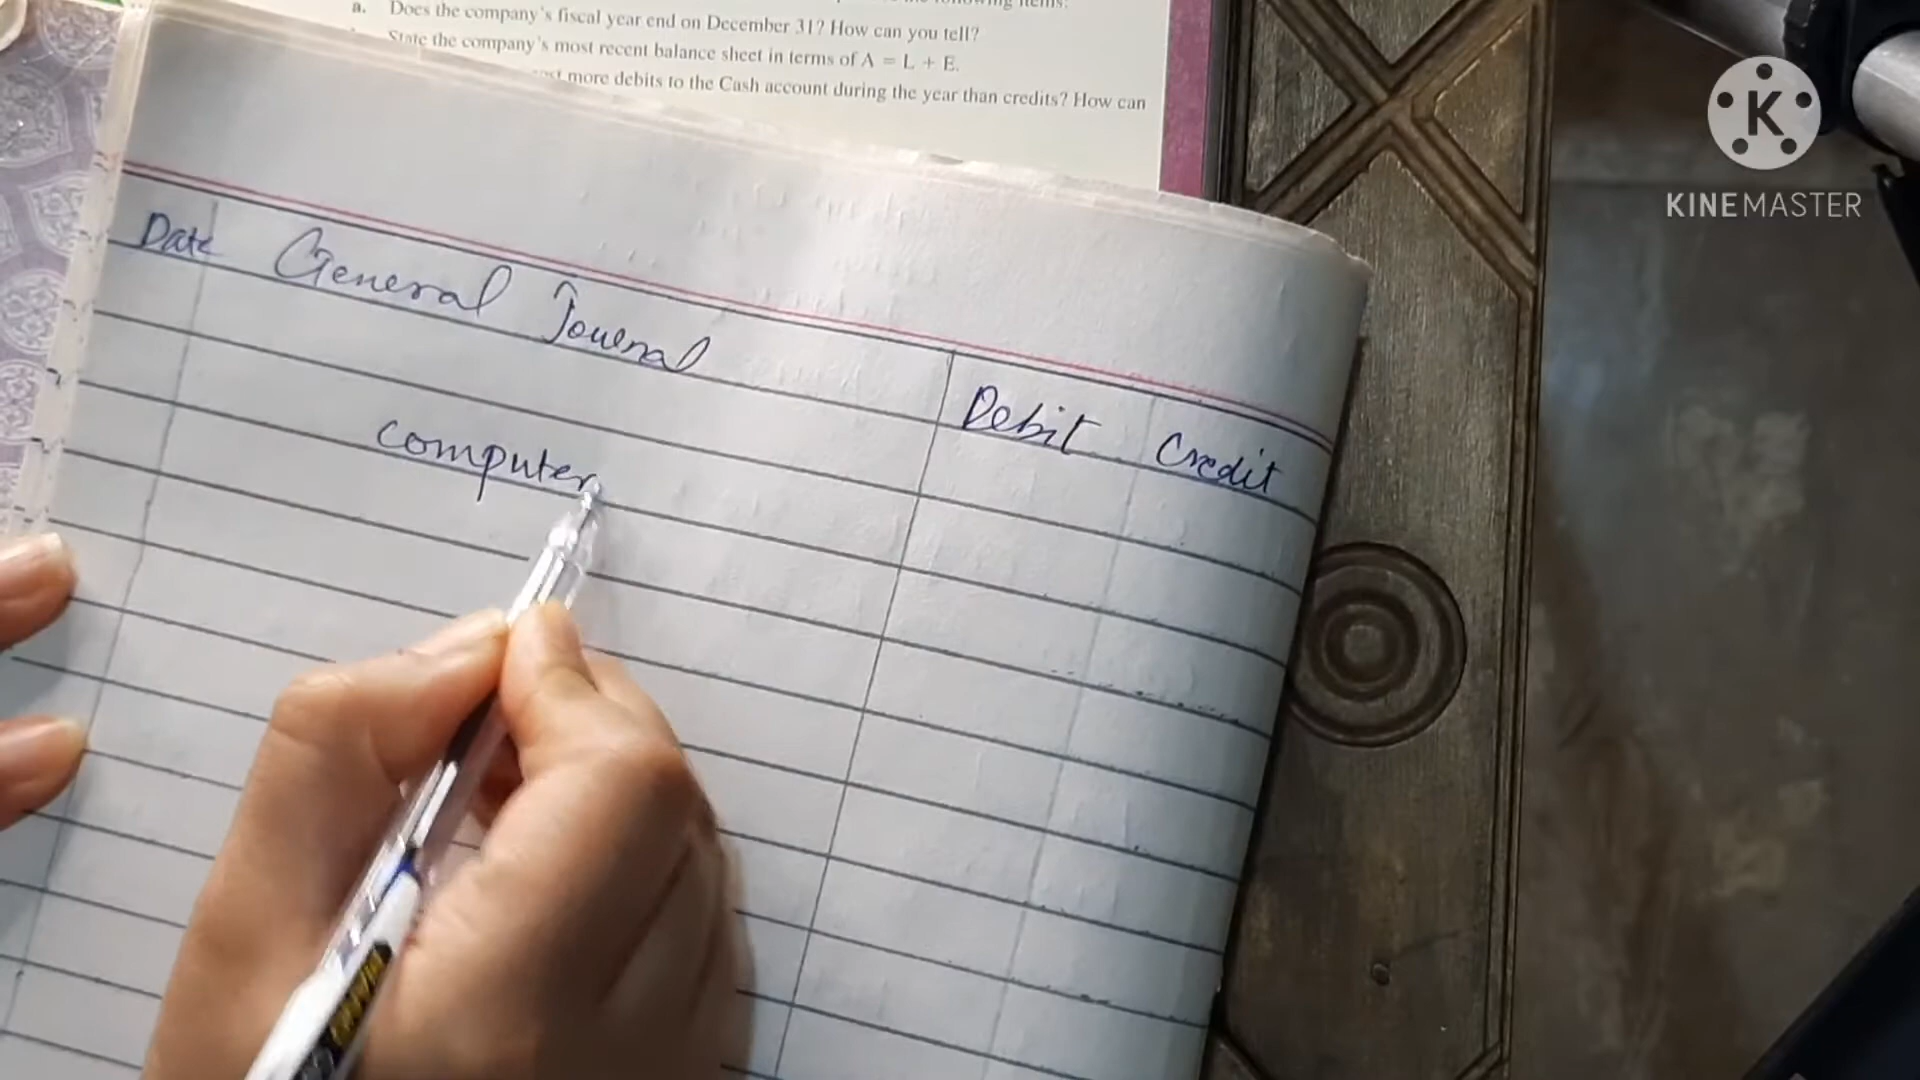 following items:
a. Does the company's fiscal year end on December 31? How can you tell?
State the company's most recent balance sheet in terms of A = L + E.
more debits to the Cash account during the year than credits? How can
K
KINEMASTER
Date General Journal Debit Credit
computer